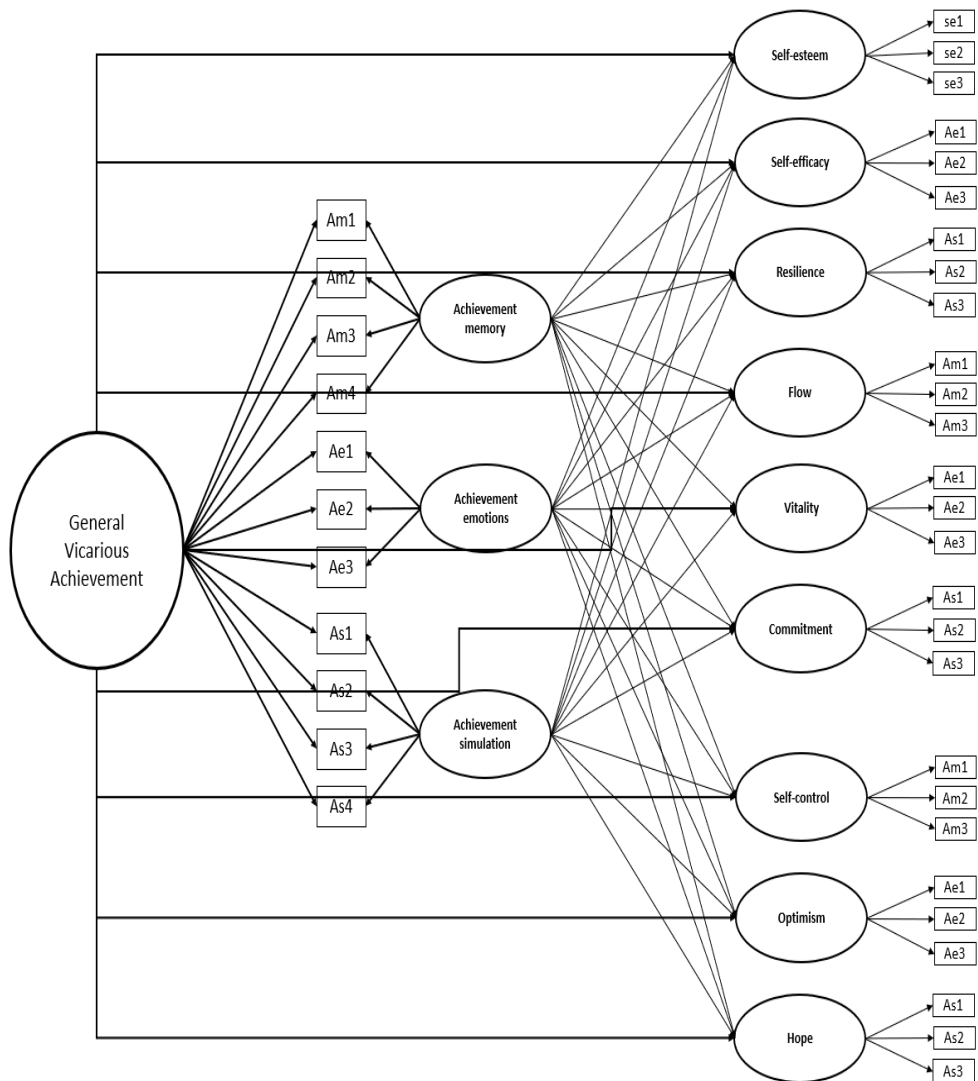 General
Vicarious
Achievement
Am1
Am2
Am3
Am4
Ae1
Ae2
Ae3
As1
As2
As3
As4
Achievement
memory
Achievement
emotions
Achievement
simulation
Self-esteem
se1
se2
se3
Self-efficacy
Ae1
Ae2
Ae3
Resilience
As1
As2
As3
Flow
Am1
Am2
Am3
Vitality
Ae1
Ae2
Ae3
Commitment
As1
As2
As3
Self-control
Am1
Am2
Am3
Optimism
Ae1
Ae2
Ae3
Hope
As1
As2
As3